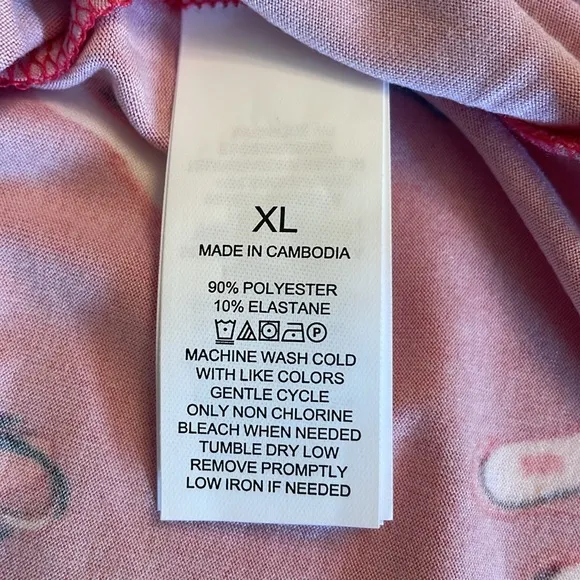 XL
MADE IN CAMBODIA
90% POLYESTER
10% ELASTANE
MACHINE WASH COLD
WITH LIKE COLORS
GENTLE CYCLE
ONLY NON CHLORINE
BLEACH WHEN NEEDED
TUMBLE DRY LOW
REMOVE PROMPTLY
LOW IRON IF NEEDED